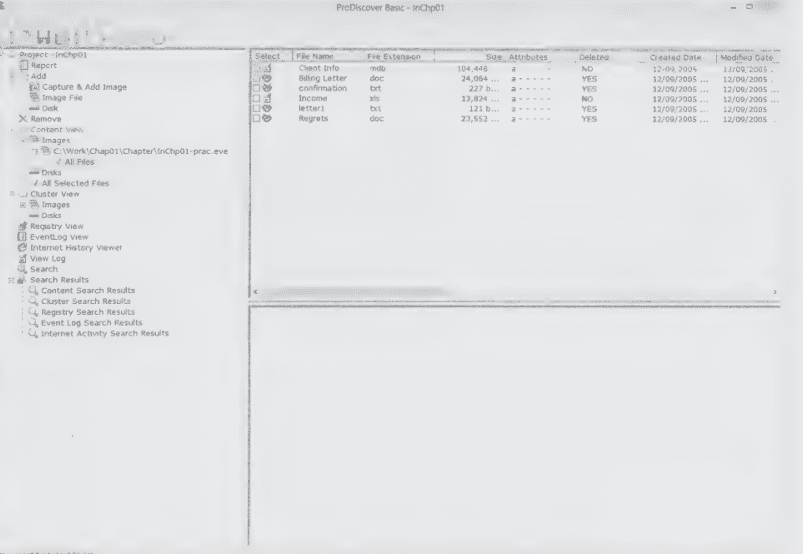 ProDiscover Basic - InChp01
Project - InChp01
Report
Add
Capture & Add Image
Image File
Disk
Remove
Content View
Images
C:\Work\Chap01\Chapter\InChp01-prac.eve
All Files
Disks
All Selected Files
Cluster View
Images
Disks
Registry View
EventLog View
Internet History Viewer
View Log
Search
Search Results
Content Search Results
Cluster Search Results
Registry Search Results
Event Log Search Results
Internet Activity Search Results
Select File Name File Extension Size Attributes Deleted Created Date Modified Date
Client Info mdb 104,448 a - NO 12/09/2005 12/09/2005 .
Billing Letter doc 24,064 ... a - - - - - YES 12/09/2005 ... 12/09/2005 .
confirmation txt 227 b... a - - - - - YES 12/09/2005 ... 12/09/2005 ...
Income xls 13,824 ... a - - - - - NO 12/09/2005 ... 12/09/2005 ...
letter1 txt 121 b... a - - - - - YES 12/09/2005 ... 12/09/2005
Regrets doc 23,552 ... a - - - - - YES 12/09/2005 ... 12/09/2005 .